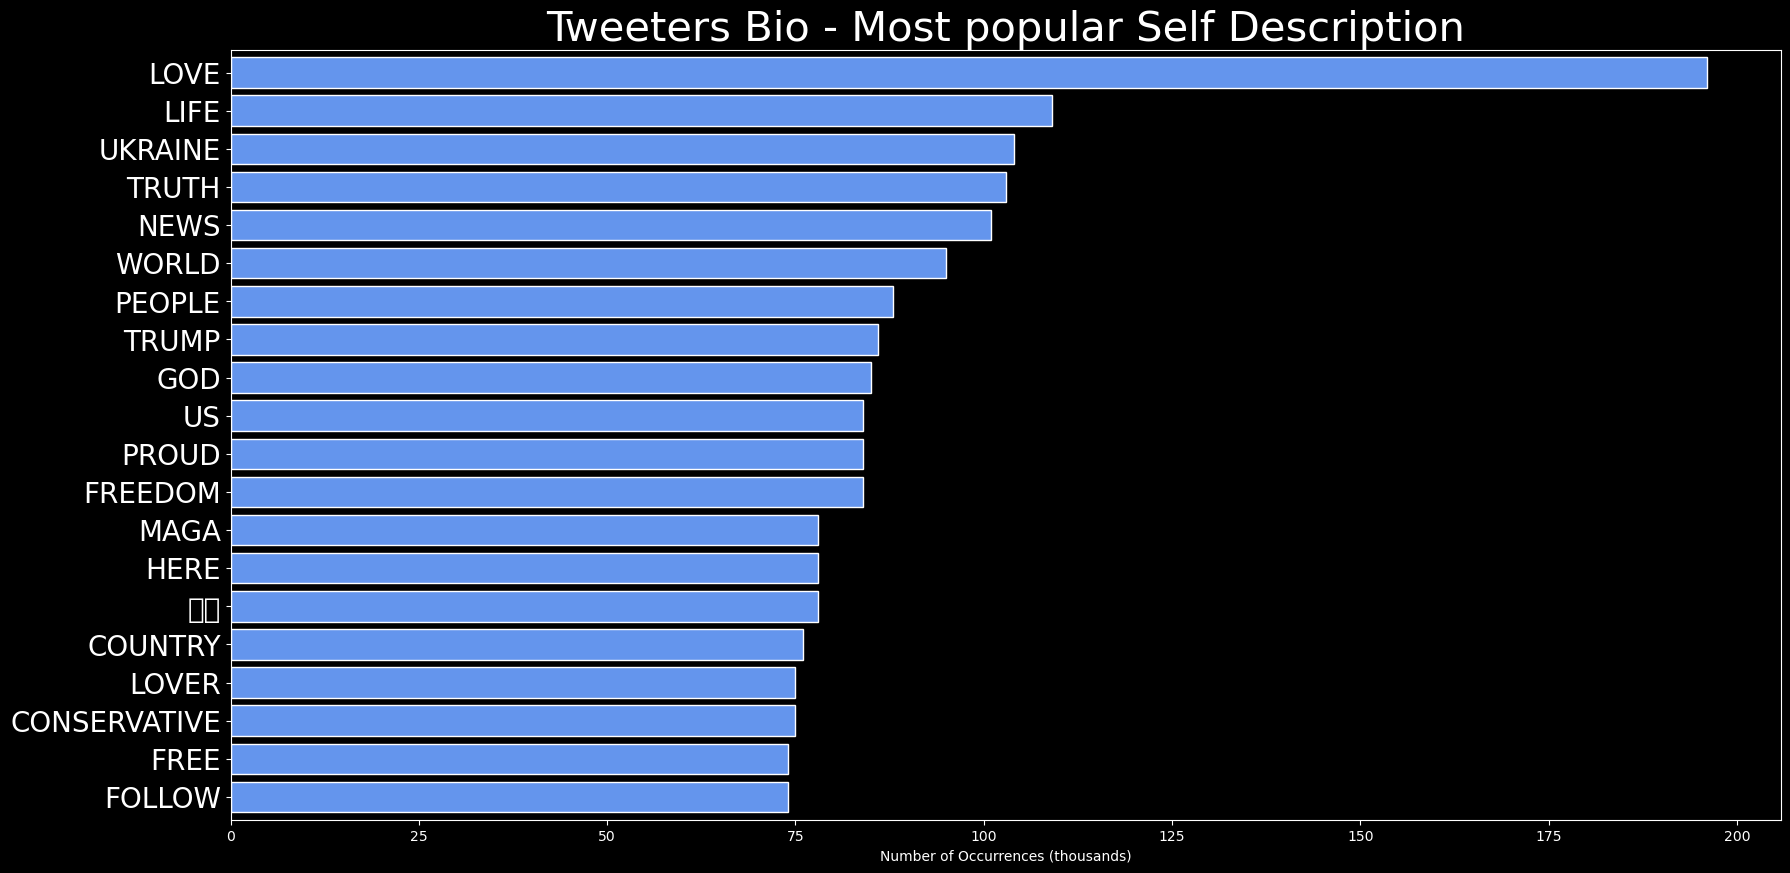 Tweeters Bio - Most popular Self Description
LOVE
LIFE
UKRAINE
TRUTH
NEWS
WORLD
PEOPLE
TRUMP
GOD
US
PROUD
FREEDOM
MAGA
HERE
COUNTRY
LOVER
CONSERVATIVE
FREE
FOLLOW
0 25 50 75 100 125 150 175 200
Number of Occurrences (thousands)